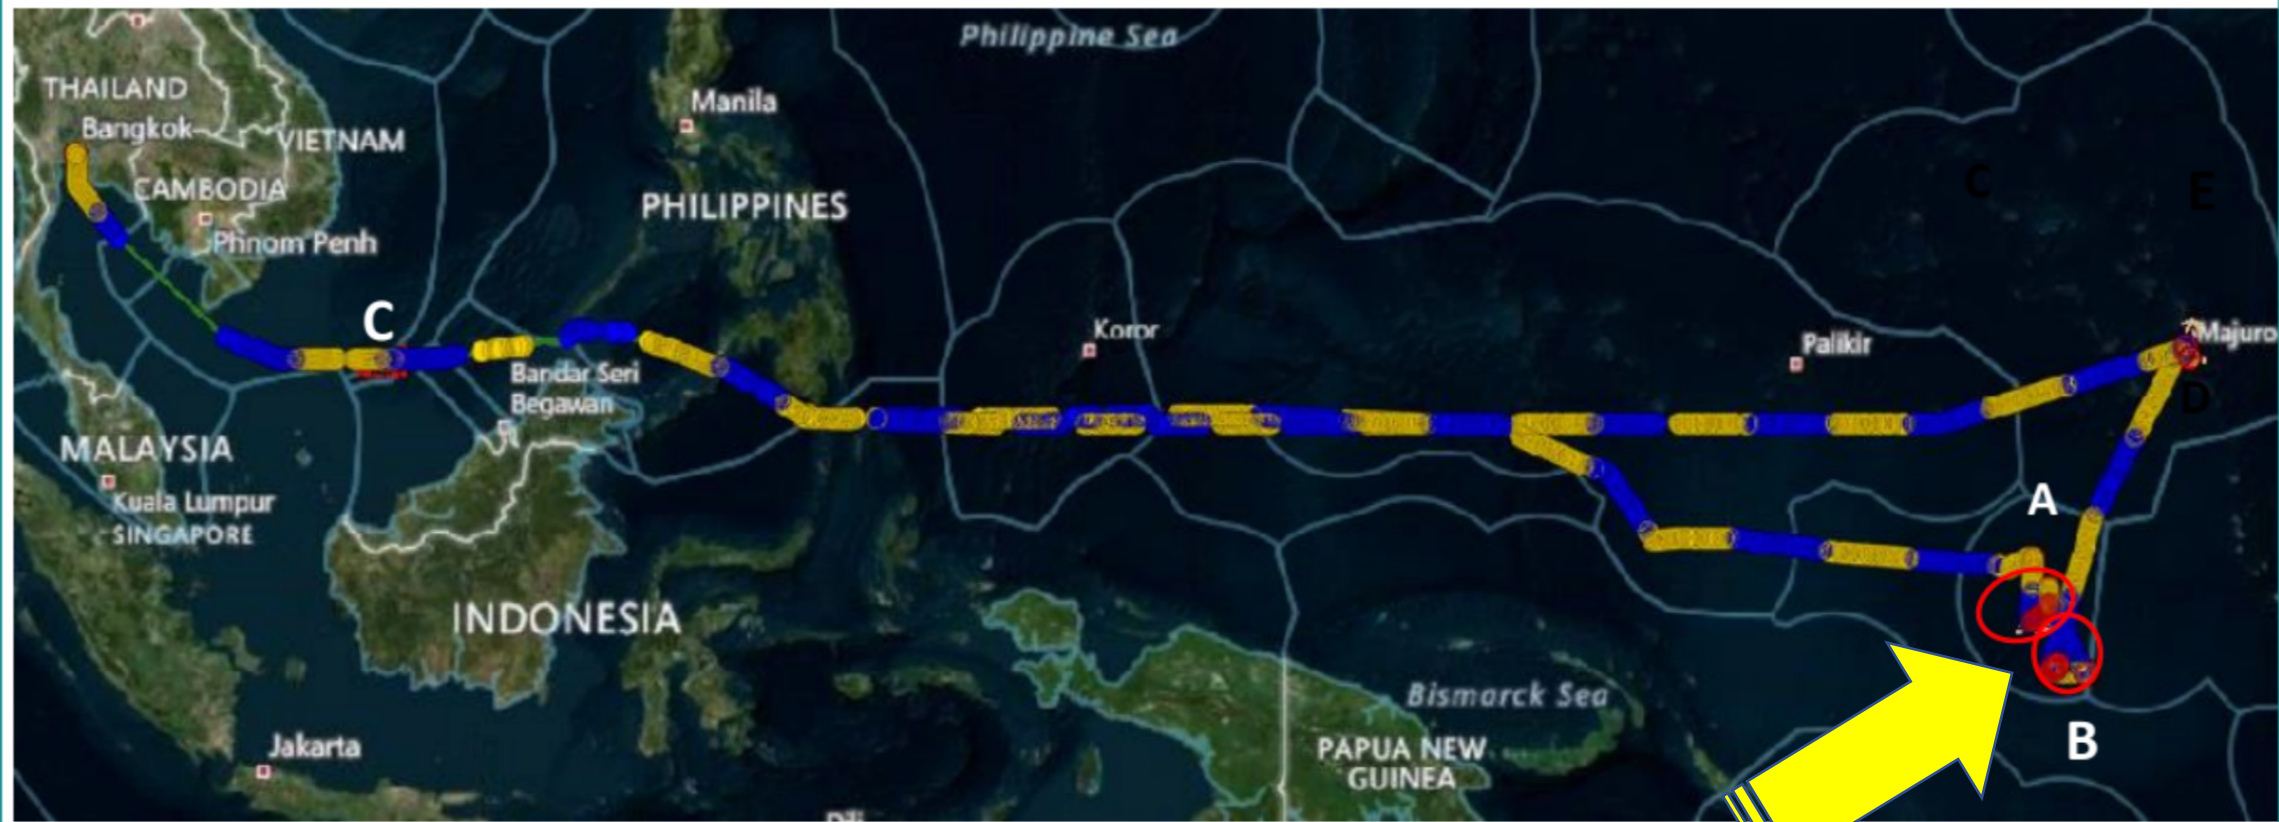 Philippine Sea
THAILAND
Manila
Bangkok
VIETNAM
CAMBODIA
PHILIPPINES
C
E
Phnom Penh
C
Koror
Palikir
Majuro
Bandar Seri
Begawan
D
MALAYSIA
Kuala Lumpur
SINGAPORE
A
INDONESIA
Bismarck Sea
Jakarta
PAPUA NEW
GUINEA
B